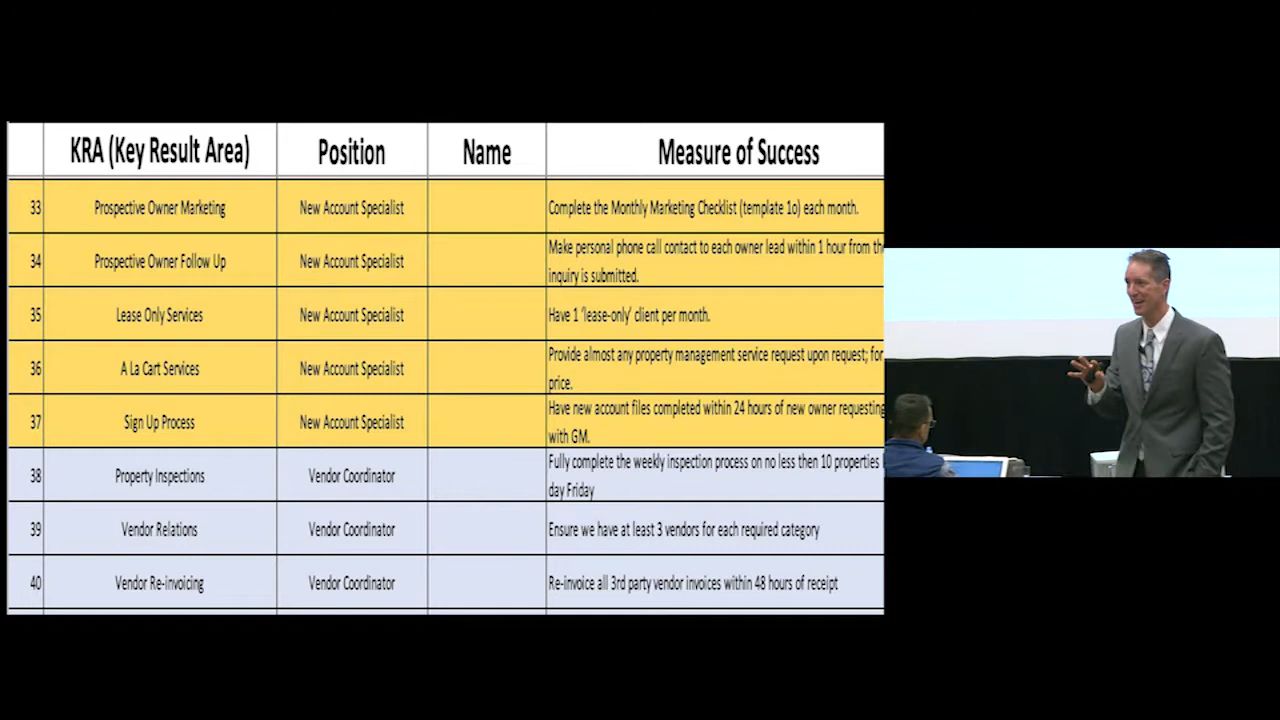 KRA (Key Result Area) Position Name Measure of Success
33 Prospective Owner Marketing New Account Specialist Complete the Monthly Marketing Checklist (template 1o) each month.
34 Prospective Owner Follow Up New Account Specialist Make personal phone call contact to each owner lead within 1 hour from
inquiry is submitted.
35 Lease Only Services New Account Specialist Have 1 'lease-only' client per month.
36 A La Cart Services New Account Specialist Provide almost any property management service request upon request; for
price.
37 Sign Up Process New Account Specialist Have new account files completed within 24 hours of new owner requesting
with GM.
38 Property Inspections Vendor Coordinator Fully complete the weekly inspection process on no less then 10 properties
day Friday
39 Vendor Relations Vendor Coordinator Ensure we have at least 3 vendors for each required category
40 Vendor Re-invoicing Vendor Coordinator Re-invoice all 3rd party vendor invoices within 48 hours of receipt